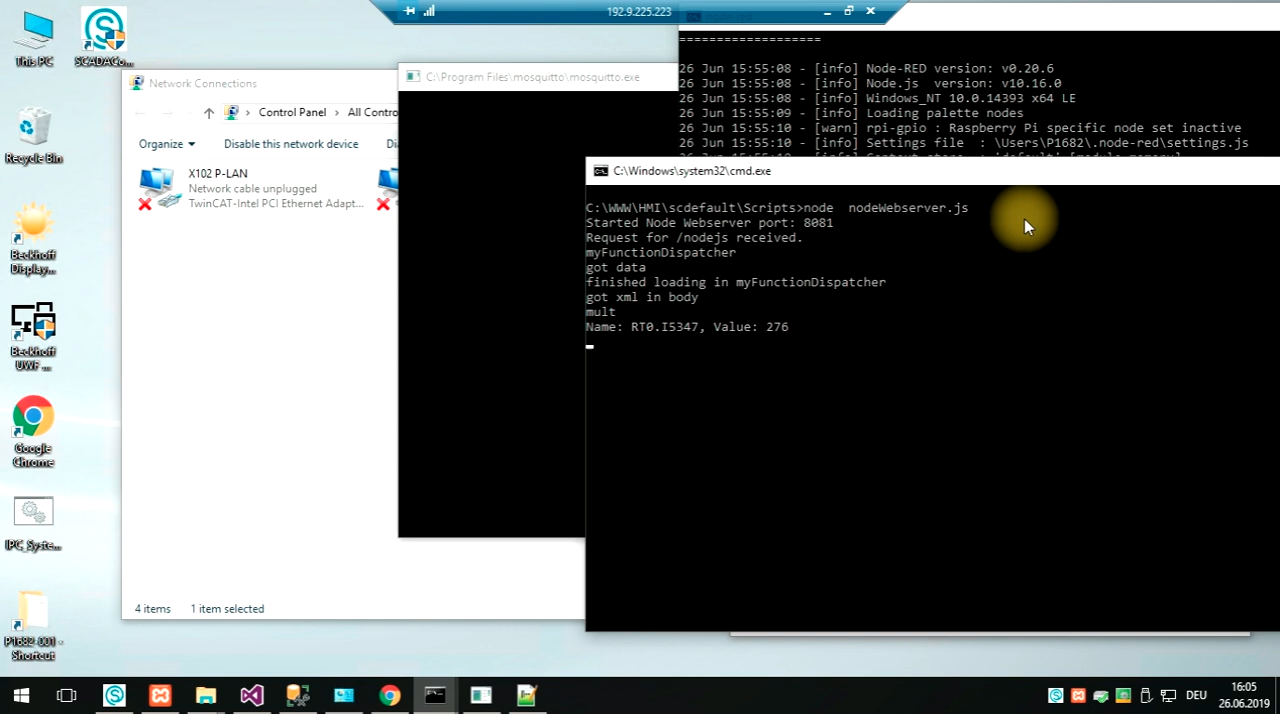 192.9.225.223
This PC
SCADACo...
Recycle Bin
Beckhoff
Display...
Beckhoff
UWF ...
Google
Chrome
IPC_Syste...
P1682-001 -
Shortcut
Network Connections
Control Panel > All Contro
Organize
Disable this network device
Di
X102 P-LAN
Network cable unplugged
TwinCAT-Intel PCI Ethernet Adapt...
4 items
1 item selected
C:\Program Files\mosquitto\mosquitto.exe
===================
26 Jun 15:55:08 - [info] Node-RED version: v0.20.6
26 Jun 15:55:08 - [info] Node.js  version: v10.16.0
26 Jun 15:55:08 - [info] Windows_NT 10.0.14393 x64 LE
26 Jun 15:55:09 - [info] Loading palette nodes
26 Jun 15:55:10 - [warn] rpi-gpio : Raspberry Pi specific node set inactive
26 Jun 15:55:10 - [info] Settings file  : \Users\P1682\.node-red\settings.js
C:\Windows\system32\cmd.exe
C:\WWW\HMI\scdefault\Scripts>node  nodeWebserver.js
Started Node Webserver port: 8081
Request for /nodejs received.
myFunctionDispatcher
got data
finished loading in myFunctionDispatcher
got xml in body
mult
Name: RT0.I5347, Value: 276
DEU
16:05
26.06.2019